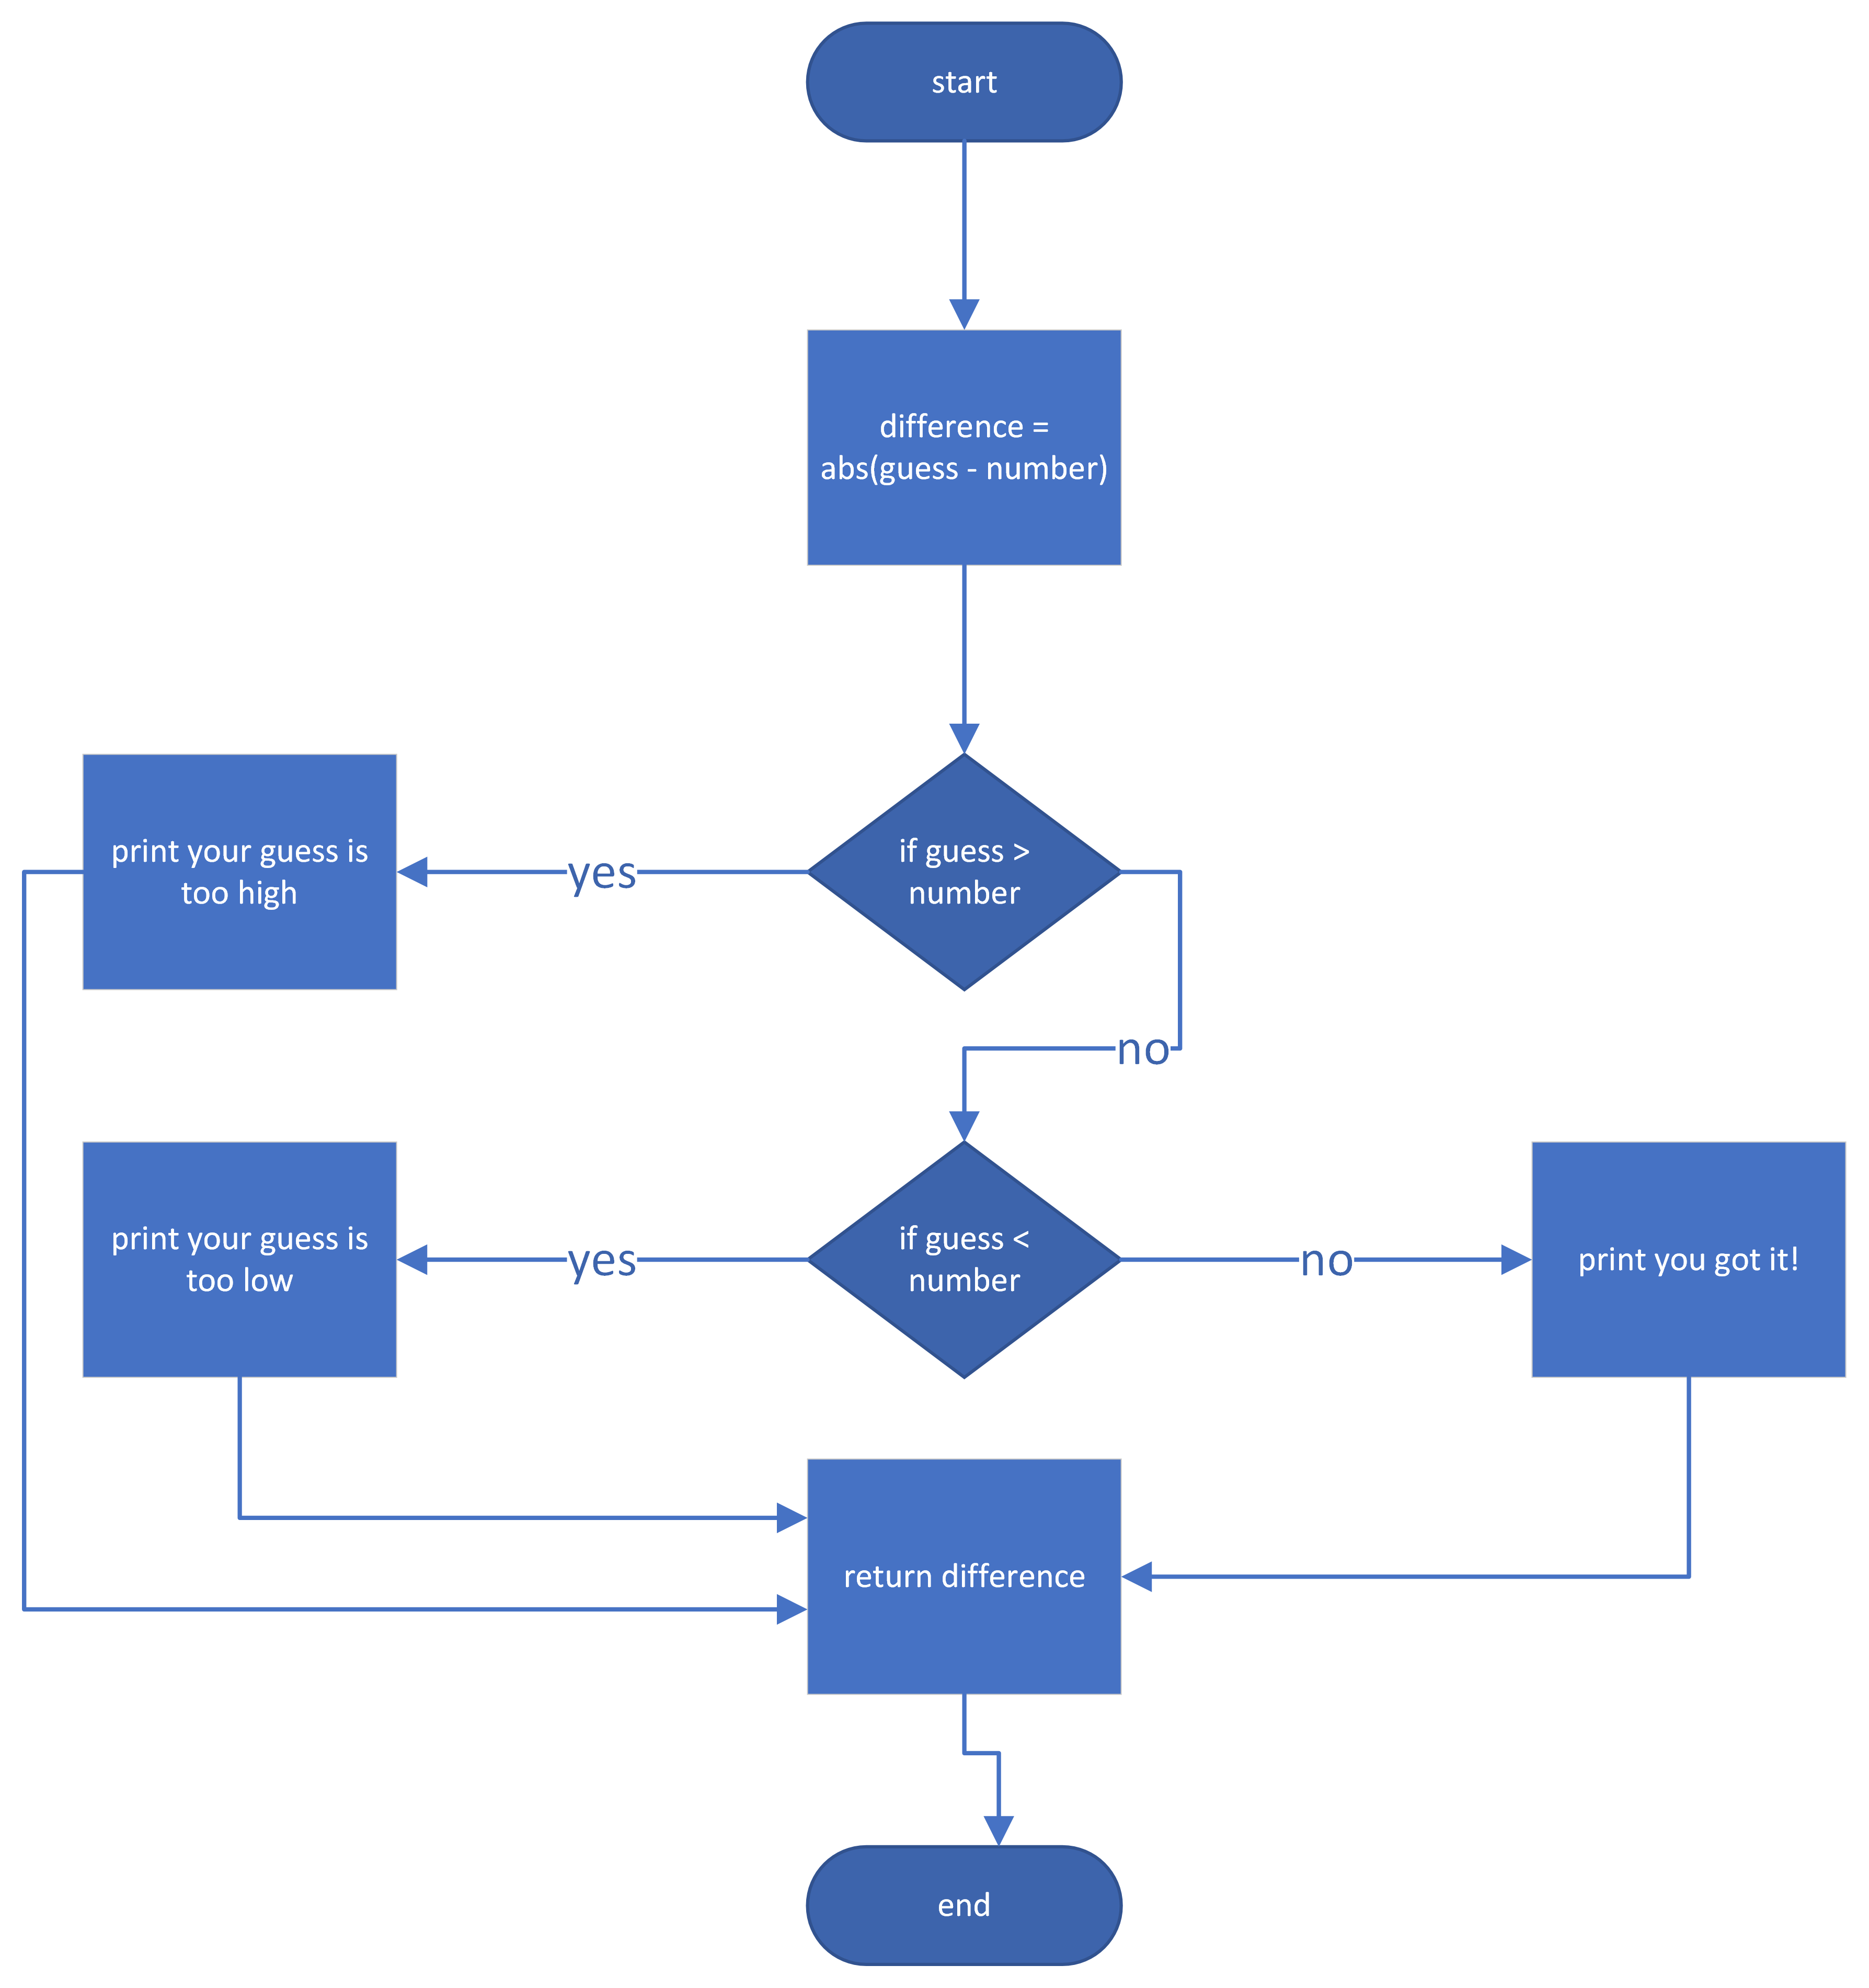 start
difference =
abs(guess - number)
print your guess is
too high
yes
if guess >
number
no
print your guess is
too low
yes
if guess <
number
no
print you got it!
return difference
end